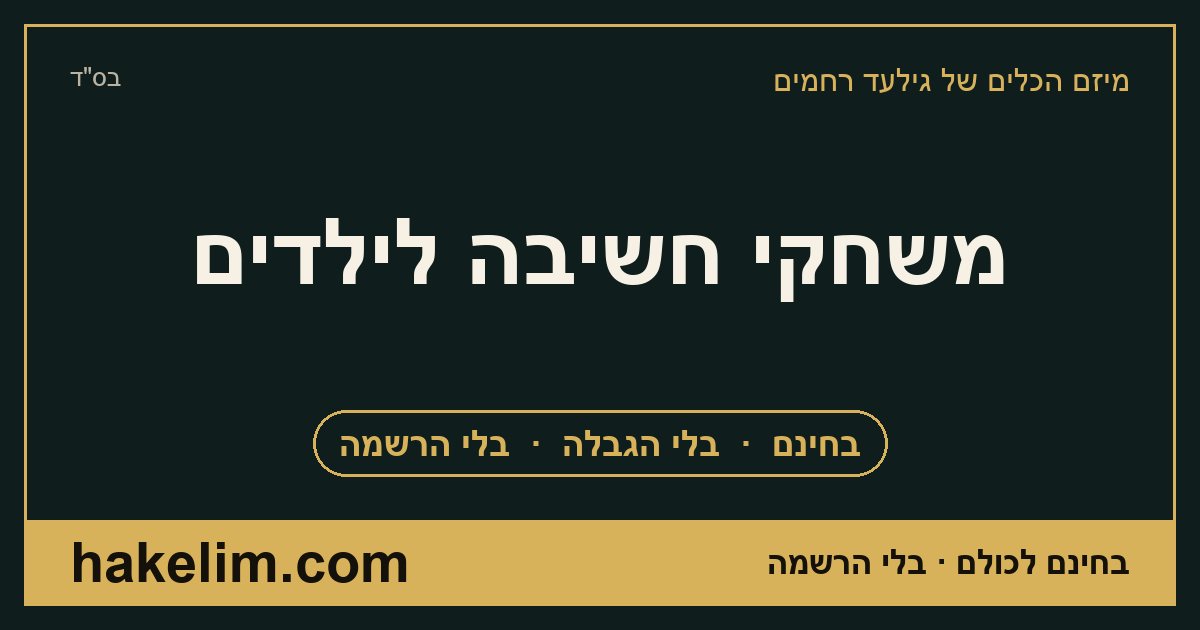 מיזם הכלים של גילעד רחמים
בס"ד
משחקי חשיבה לילדים
בחינם · בלי הגבלה · בלי הרשמה
בחינם לכולם · בלי הרשמה
hakelim.com